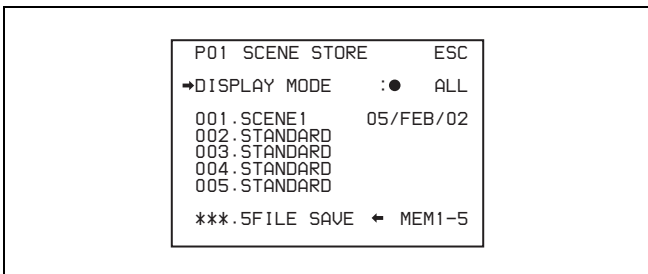 P01 SCENE STORE ESC
➡DISPLAY MODE :● ALL
001.SCENE1 05/FEB/02
002.STANDARD
003.STANDARD
004.STANDARD
005.STANDARD
***.5FILE SAVE ← MEM1-5